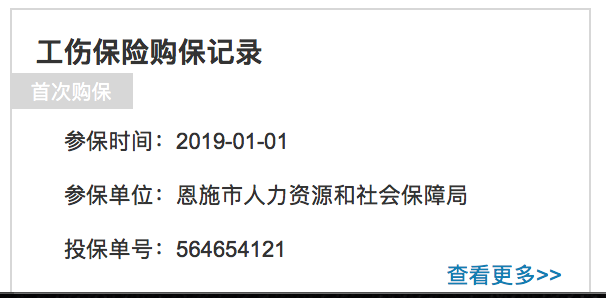 工伤保险购保记录
首次购保
参保时间：2019-01-01
参保单位：恩施市人力资源和社会保障局
投保单号：564654121
查看更多>>